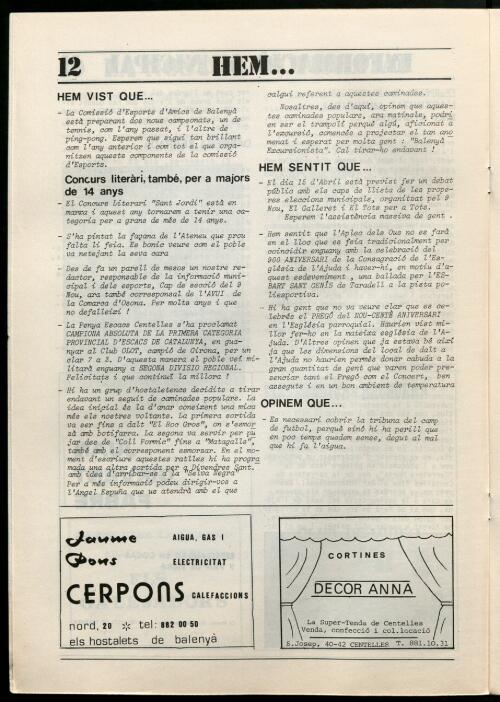 12 HEM...
HEM VIST QUE...
- La Comissió d'Esports d'Amics de Balenyà
està preparant dos nous campeonats, un de
tennis, com l'any passat, i l'altre de
ping-pong. Esperem que sigui tan brillant
com l'any anterior i com tot el que orga-
nitzen aquests components de la comissió
d'Esports.
Concurs literàri, també, per a majors
de 14 anys
- El Concurs literari "Sant Jordi" està en
marxa i aquest any tornarem a tenir una ca-
tegoria per a grans de més de 14 anys.
- S'ha pintat la façana de l'Ateneu que prou
falta li feia. Es bonic veure com el poble
va netejant la seva cara
- Des de fa un parell de mesos un nostre re-
dactor, responsable de la informació muni-
cipal i dels esports, Cap de secció del 9
Nou, ara també corresponsal de l'AVUI de
la Comarca d'Osona. Per molts anys i que
no defalleixi !
- La Penya Escacs Centelles s'ha proclamat
CAMPIONA ABSOLUTA DE LA PRIMERA CATEGORIA
PROVINCIAL D'ESCACS DE CATALUNYA, en gua-
nyar al Club OLOT, campió de Girona, per un
clar 7 a 3. D'aquesta manera el poble veí mi-
litarà enguany a SEGONA DIVISIO REGIONAL.
Felicitats i que continuï la millora !
- Hi ha un grup d'hostaletencs decidits a tirar
endavant un seguit de caminades populars. La
idea inicial és la d'anar coneixent una mica
més els nostres voltants. La primera sortida
va ser fins a dalt "El Soc Gros", on s'esmor
zà amb botifarra. La segona va servir per pu
jar des de "Coll Formic" fins a "Matagalls",
també amb el corresponent esmorsar. En el mo-
ment d'escriure aquestes ratlles hi ha progra
mada una altra sortida per a Divendres Sant,
amb idea d'arribar-se a la "Selva Negra"
Per a més informació podeu dirigir-vos a
l'Angel España que us atendrà amb el que
calgui referent a aquestes caminades.
Nosaltres, des d'aquí, opinem que aques-
tes caminades populars, ara matinals, podrí
en ser el trampolí perquè algú, aficionat a
l'excursió, comencés a projectar el tan ano
menat i esperat per molta gent : "Balenyà
Excursionista". Cal tirar-ho endavant !
HEM SENTIT QUE...
- El dia 15 d'Abril està previst fer un debat
públic amb els caps de llista de les prope-
res eleccions municipals, organitzat pel 9
Nou, El Galleret i El Tots per a Tots.
Esperem l'assistència massiva de gent .
- Hem sentit que l'Aplec dels Ous no es farà
en el lloc que es feia tradicionalment per
coincidir enguany amb la celebració del
900 ANIVERSARI de la Consagració de l'Es-
glésia de l'Ajuda i haver-hi, en motiu d'a-
quest esdeveniment , una ballada per l'ES-
BART SANT GENIS de Taradell a la pista po-
liesportiva.
- Hi ha gent que no va veure clar que es ce-
lebrés el PREGÓ del NOU-CENTÈ ANIVERSARI
en l'Església parroquial. Haurien vist mi-
llor fer-ho en la mateixa església de l'A-
juda. D'altres opinen que ja estava bé així
ja que les dimensions del local de dalt a
l'Ajuda no haurien permès donar cabuda a la
gran quantitat de gent que varen poder pre-
senciar tant el Pregó com el Concert, ben
asseguts i en un bon ambient de temperatura
OPINEM QUE...
- Es necessari cobrir la tribuna del camp
de futbol, perquè sinó hi ha perill que
en poc temps quedem sense, degut al mal
que hi fa l'aigua.
Jaume
Pons
AIGUA, GAS I
ELECTRICITAT
CERPONS CALEFACCIONS
nord, 20 * tel: 882 00 50
els hostalets de balenyà
CORTINES
DECOR ANNA
La Super-Tenda de Centelles
Venda, confecció i col.locació
S.Josep, 40-42 CENTELLES T. 881.10.31